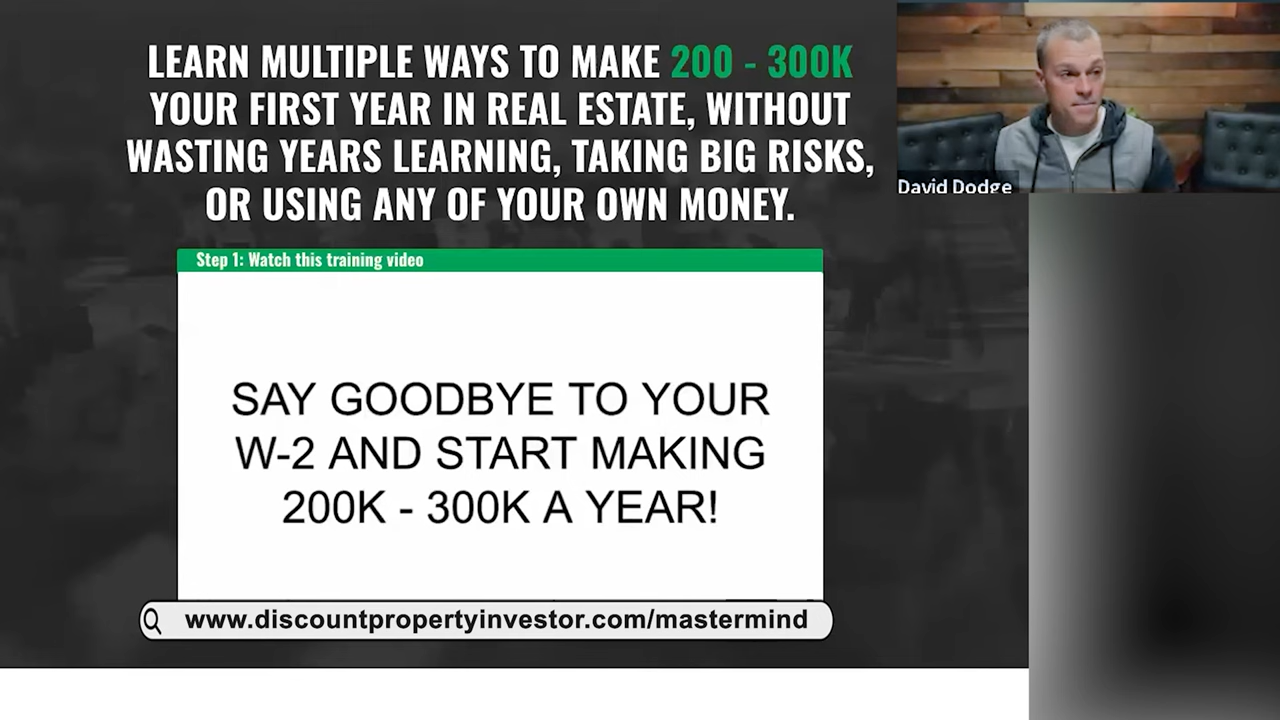 LEARN MULTIPLE WAYS TO MAKE 200 - 300K
YOUR FIRST YEAR IN REAL ESTATE, WITHOUT
WASTING YEARS LEARNING, TAKING BIG RISKS,
OR USING ANY OF YOUR OWN MONEY.
David Dodge
Step 1: Watch this training video
SAY GOODBYE TO YOUR
W-2 AND START MAKING
200K - 300K A YEAR!
www.discountpropertyinvestor.com/mastermind